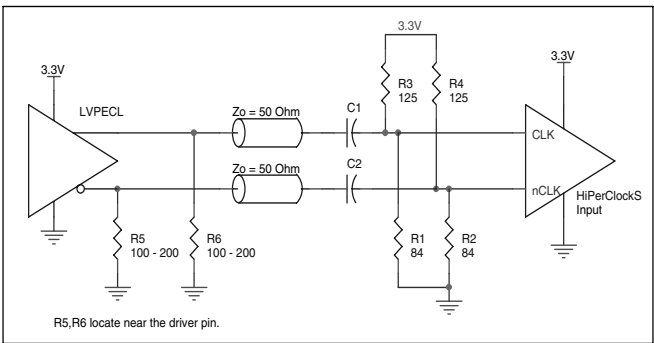 3.3V
3.3V
3.3V
LVPECL
R3
125
R4
125
Zo = 50 Ohm
C1
CLK
Zo = 50 Ohm
C2
nCLK
HiPerClockS
Input
R5
100 - 200
R6
100 - 200
R1
84
R2
84
R5,R6 locate near the driver pin.